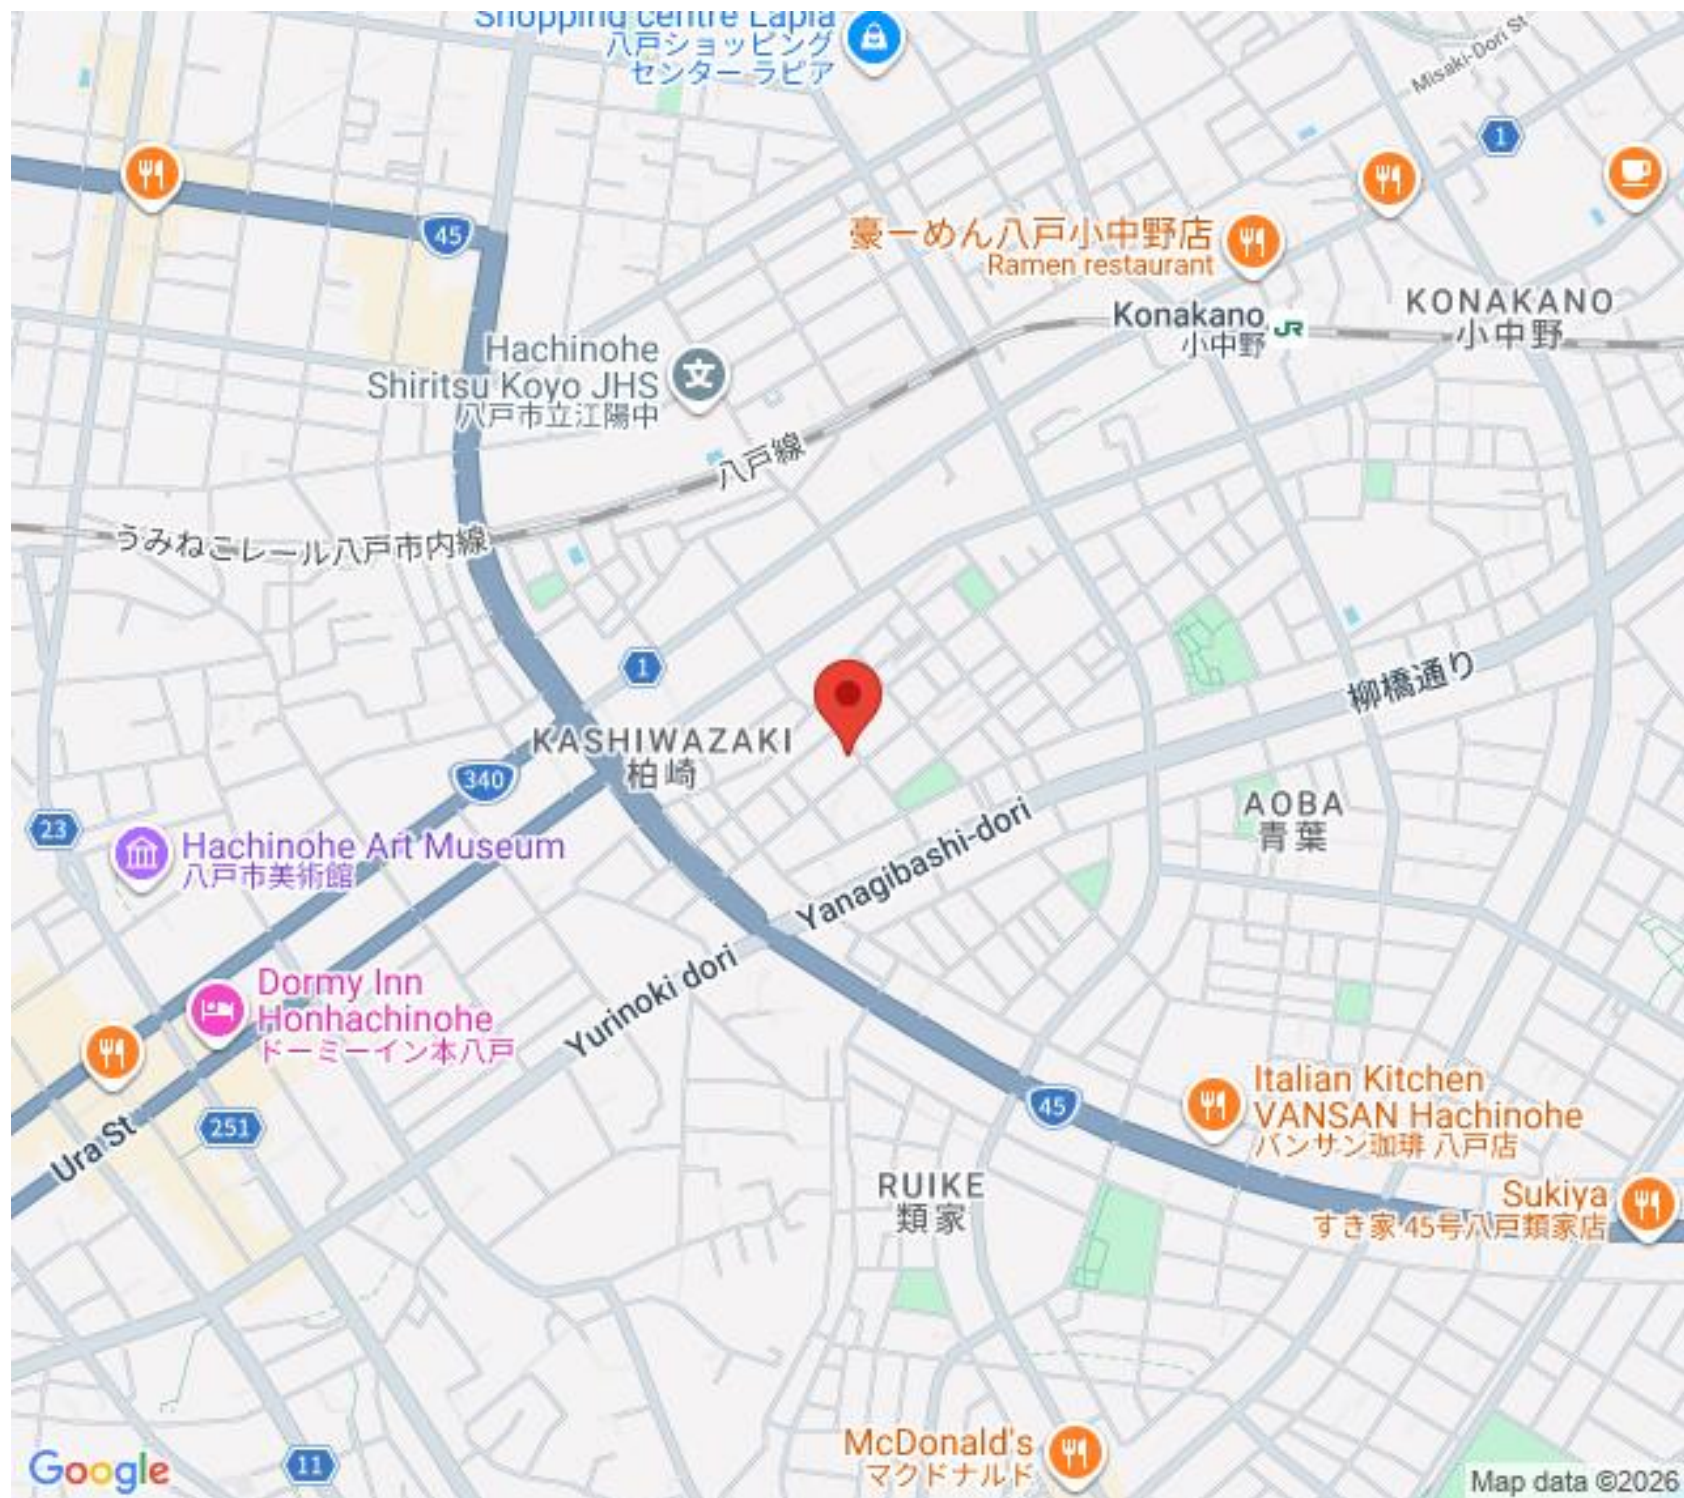 Shopping centre Lapia
八戸ショッピング
センター ラピア
Misaki-Dori St
1
45
豪ーめん八戸小中野店
Ramen restaurant
Konakano
小中野
JR
KONAKANO
小中野
Hachinohe
Shiritsu Koyo JHS
八戸市立江陽中
文
八戸線
うみねこレール八戸市内線
1
柳橋通り
KASHIWAZAKI
柏崎
340
23
AOBA
青葉
Hachinohe Art Museum
八戸市美術館
Yanagibashi-dori
Yurinoki dori
Dormy Inn
Honhachinohe
ドーミーイン本八戸
Italian Kitchen
VANSAN Hachinohe
バンサン珈琲 八戸店
45
251
Ura St
RUIKE
類家
Sukiya
すき家 45号八戸類家店
McDonald's
マクドナルド
11
Google
Map data ©2026